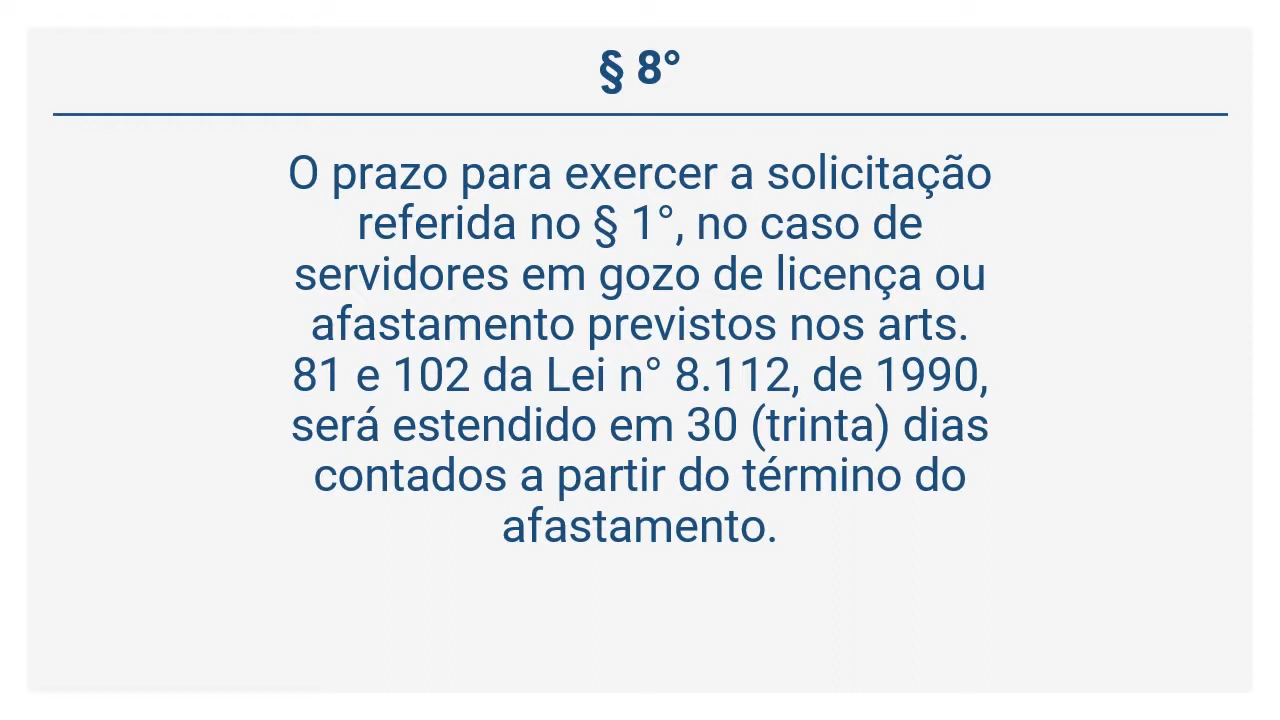 § 8°
O prazo para exercer a solicitação
referida no § 1°, no caso de
servidores em gozo de licença ou
afastamento previstos nos arts.
81 e 102 da Lei n° 8.112, de 1990,
será estendido em 30 (trinta) dias
contados a partir do término do
afastamento.